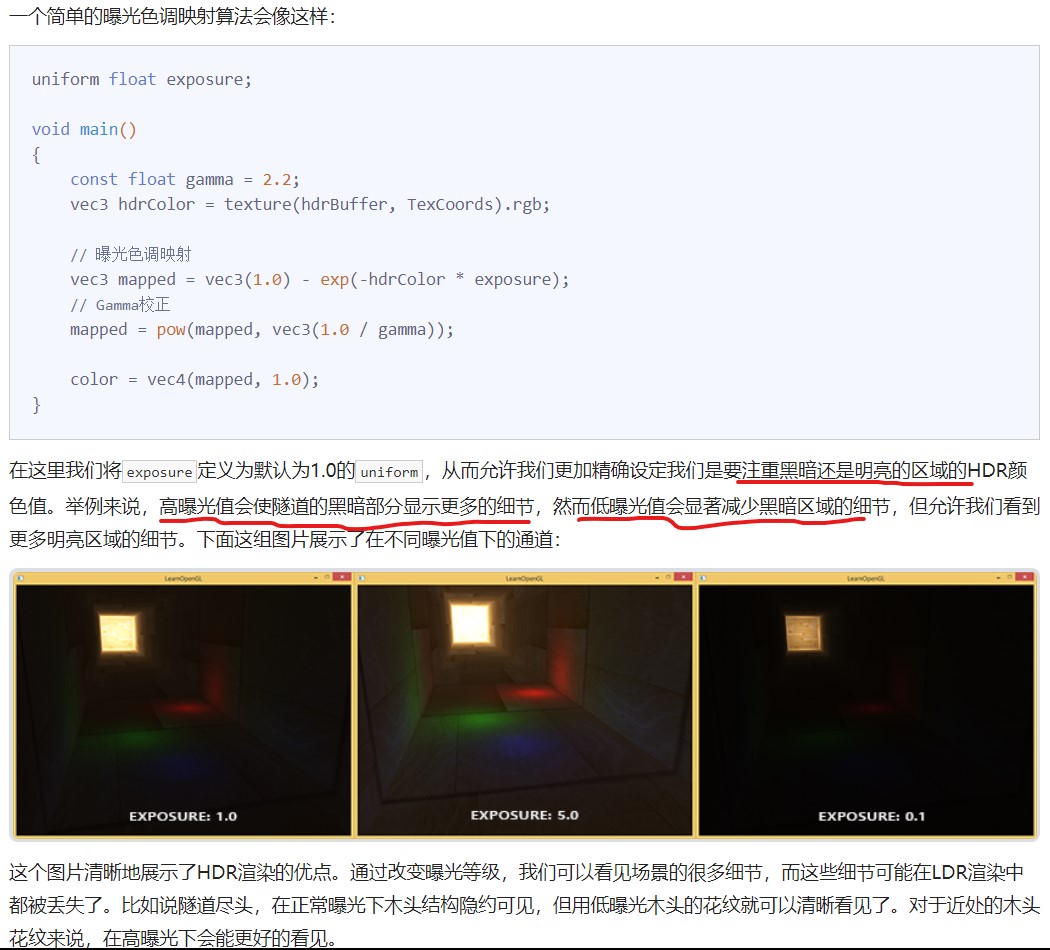 一个简单的曝光色调映射算法会像这样：
uniform float exposure;
void main()
{
const float gamma = 2.2;
vec3 hdrColor = texture(hdrBuffer, TexCoords).rgb;
// 曝光色调映射
vec3 mapped = vec3(1.0) - exp(-hdrColor * exposure);
// Gamma校正
mapped = pow(mapped, vec3(1.0 / gamma));
color = vec4(mapped, 1.0);
}
在这里我们将exposure定义为默认为1.0的uniform，从而允许我们更加精确设定我们是要注重黑暗还是明亮的区域的HDR颜
色值。举例来说，高曝光值会使隧道的黑暗部分显示更多的细节，然而低曝光值会显著减少黑暗区域的细节，但允许我们看到
更多明亮区域的细节。下面这组图片展示了在不同曝光值下的通道：
LearnOpenGL LearnOpenGL LearnOpenGL
EXPOSURE: 1.0 EXPOSURE: 5.0 EXPOSURE: 0.1
这个图片清晰地展示了HDR渲染的优点。通过改变曝光等级，我们可以看见场景的很多细节，而这些细节可能在LDR渲染中
都被丢失了。比如说隧道尽头，在正常曝光下木头结构隐约可见，但用低曝光木头的花纹就可以清晰看见了。对于近处的木头
花纹来说，在高曝光下会能更好的看见。